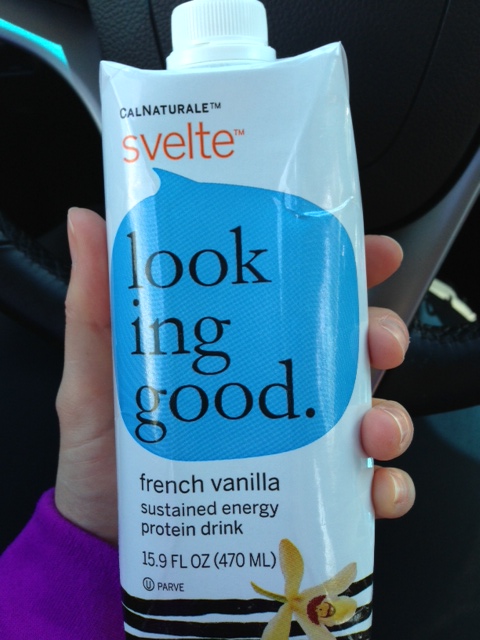 CALNATURALE™
svelte™
look
ing
good.
french vanilla
sustained energy
protein drink
15.9 FL OZ (470 ML)
Ⓤ PARVE